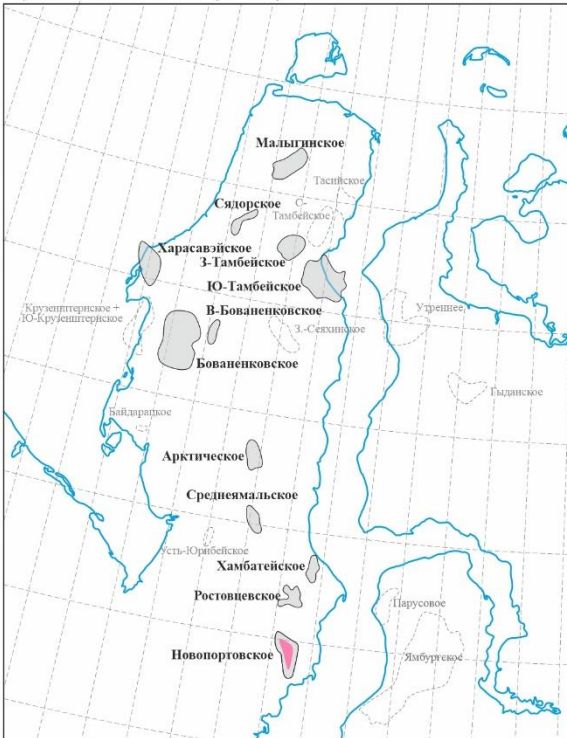 Малыгинское
Тасийское
С-
Тамбейское
Сядорское
Харасавэйское
З-Тамбейское
Ю-Тамбейское
Крузенштернское +
Ю-Крузенштернское
В-Бованенковское
З.-Сеяхинское
Утреннее
Бованенковское
Гыданское
Байдарацкое
Арктическое
Среднеямальское
Усть-Юрибейское
Хамбатейское
Ростовцевское
Парусовое
Новопортовское
Ямбургское